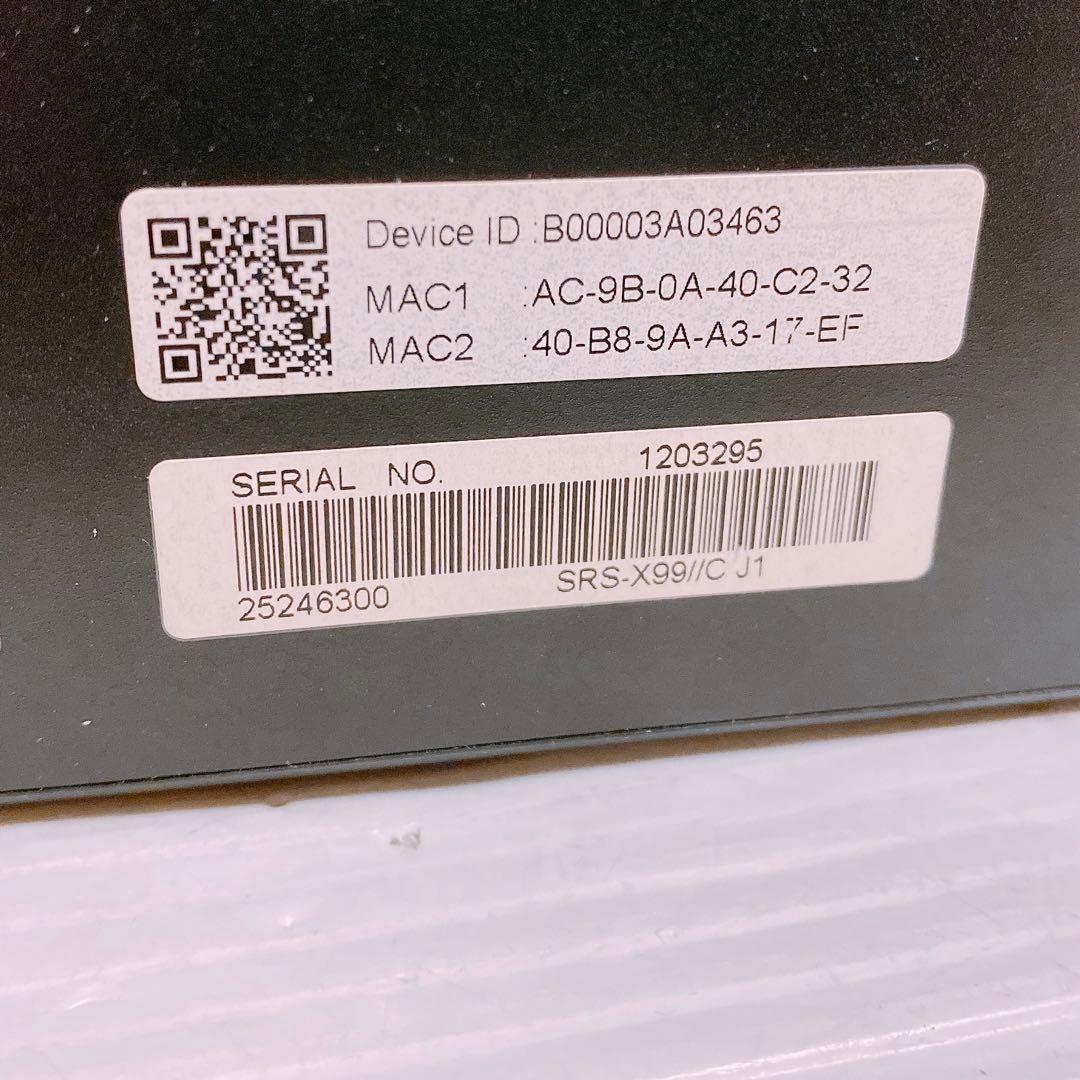 Device ID :B00003A03463
MAC1 :AC-9B-0A-40-C2-32
MAC2 :40-B8-9A-A3-17-EF
SERIAL NO. 1203295
25246300 SRS-X99//C J1